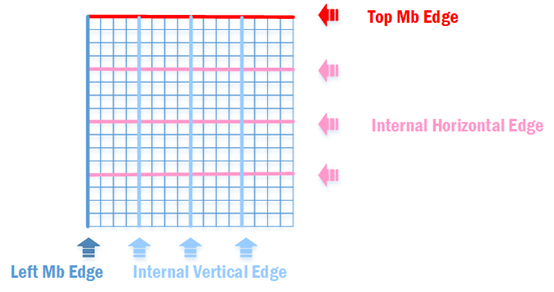 Top Mb Edge
Internal Horizontal Edge
Left Mb Edge
Internal Vertical Edge